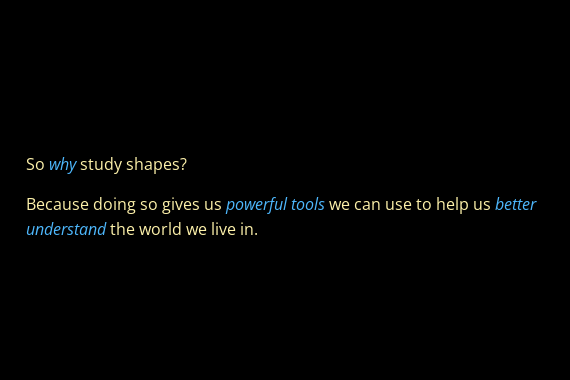 So why study shapes?
Because doing so gives us powerful tools we can use to help us better
understand the world we live in.